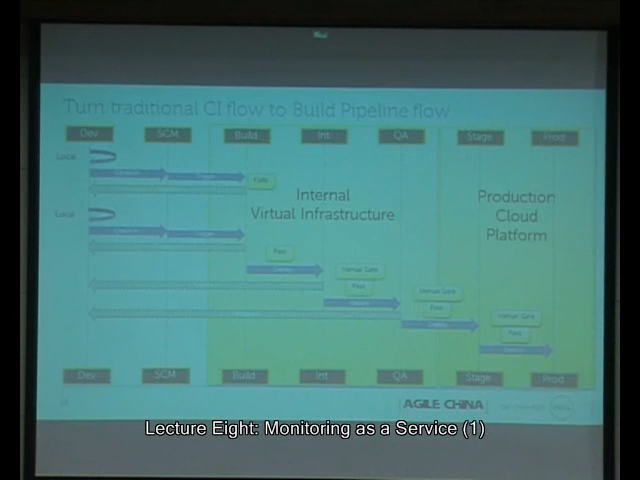 Turn traditional CI flow to Build Pipeline flow
Dev SCM Build Int QA Stage Prod
Local
Fails
Internal
Virtual Infrastructure
Production
Cloud
Platform
Local
Pass
Manual Gate
Pass
Manual Gate
Pass
Manual Gate
Pass
Dev SCM Build Int QA Stage Prod
AGILE CHINA
Lecture Eight: Monitoring as a Service (1)